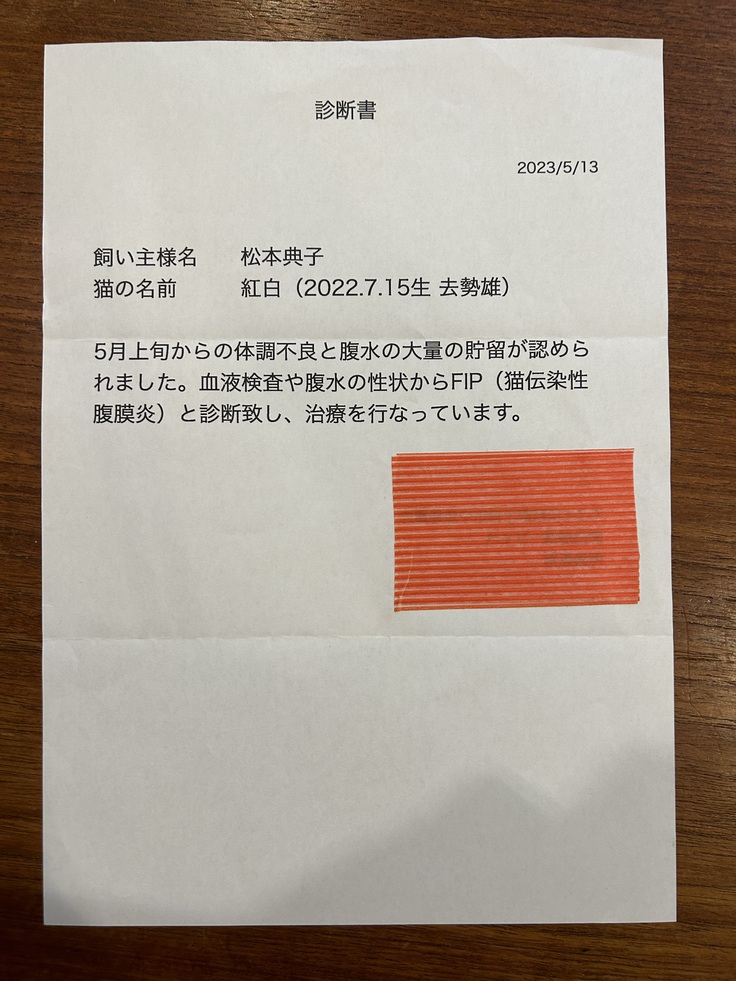 診断書
2023/5/13
飼い主様名 松本典子
猫の名前 紅白（2022.7.15生 去勢雄）
5月上旬からの体調不良と腹水の大量の貯留が認めら
れました。血液検査や腹水の性状からFIP（猫伝染性
腹膜炎）と診断致し、治療を行なっています。